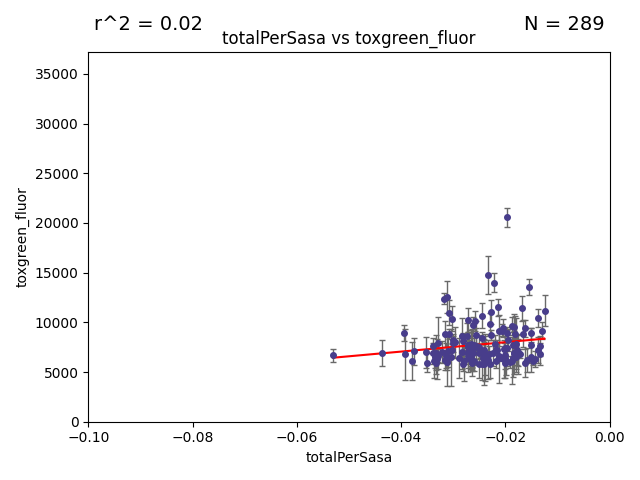 r^2 = 0.02
N = 289
totalPerSasa vs toxgreen_fluor
35000
30000
25000
20000
15000
10000
5000
0
toxgreen_fluor
−0.10
−0.08
−0.06
−0.04
−0.02
0.00
totalPerSasa